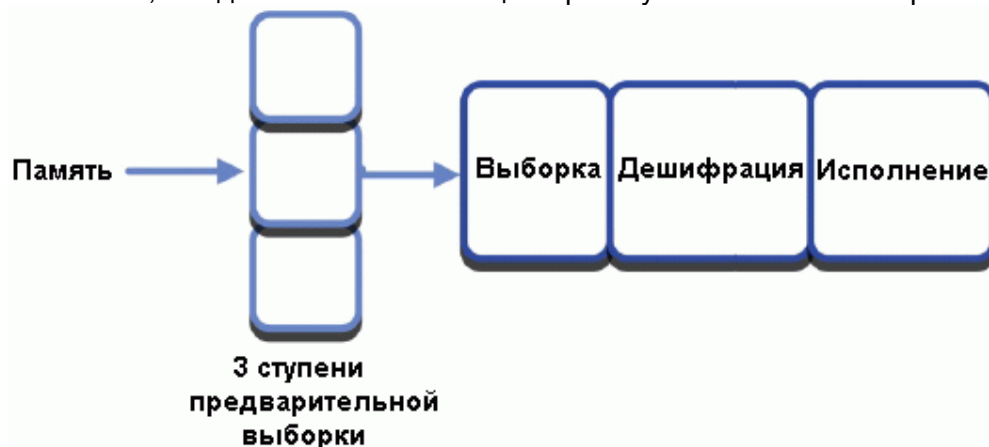 Память
Выборка
Дешифрация
Исполнение
3 ступени
предварительной
выборки